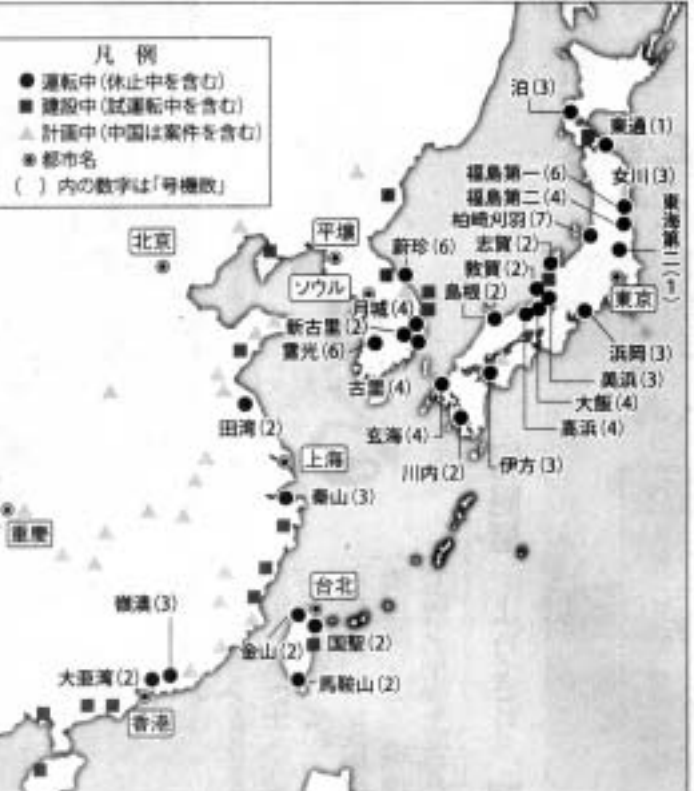 凡 例
運転中(休止中を含む)
建設中(試運転中を含む)
計画中(中国は案件を含む)
都市名
( )内の数字は「号機数」
泊(3)
東通(1)
女川(3)
福島第一(6)
福島第二(4)
柏崎刈羽(7)
東海第二(1)
志賀(2)
敦賀(2)
島根(2)
東京
浜岡(3)
美浜(3)
大飯(4)
高浜(4)
伊方(3)
川内(2)
玄海(4)
北京
平壌
蔚珍(6)
ソウル
月城(4)
新古里(2)
霊光(6)
古里(4)
田湾(2)
上海
秦山(3)
重慶
嶺澳(3)
台北
金山(2)
国聖(2)
大亜湾(2)
馬鞍山(2)
香港